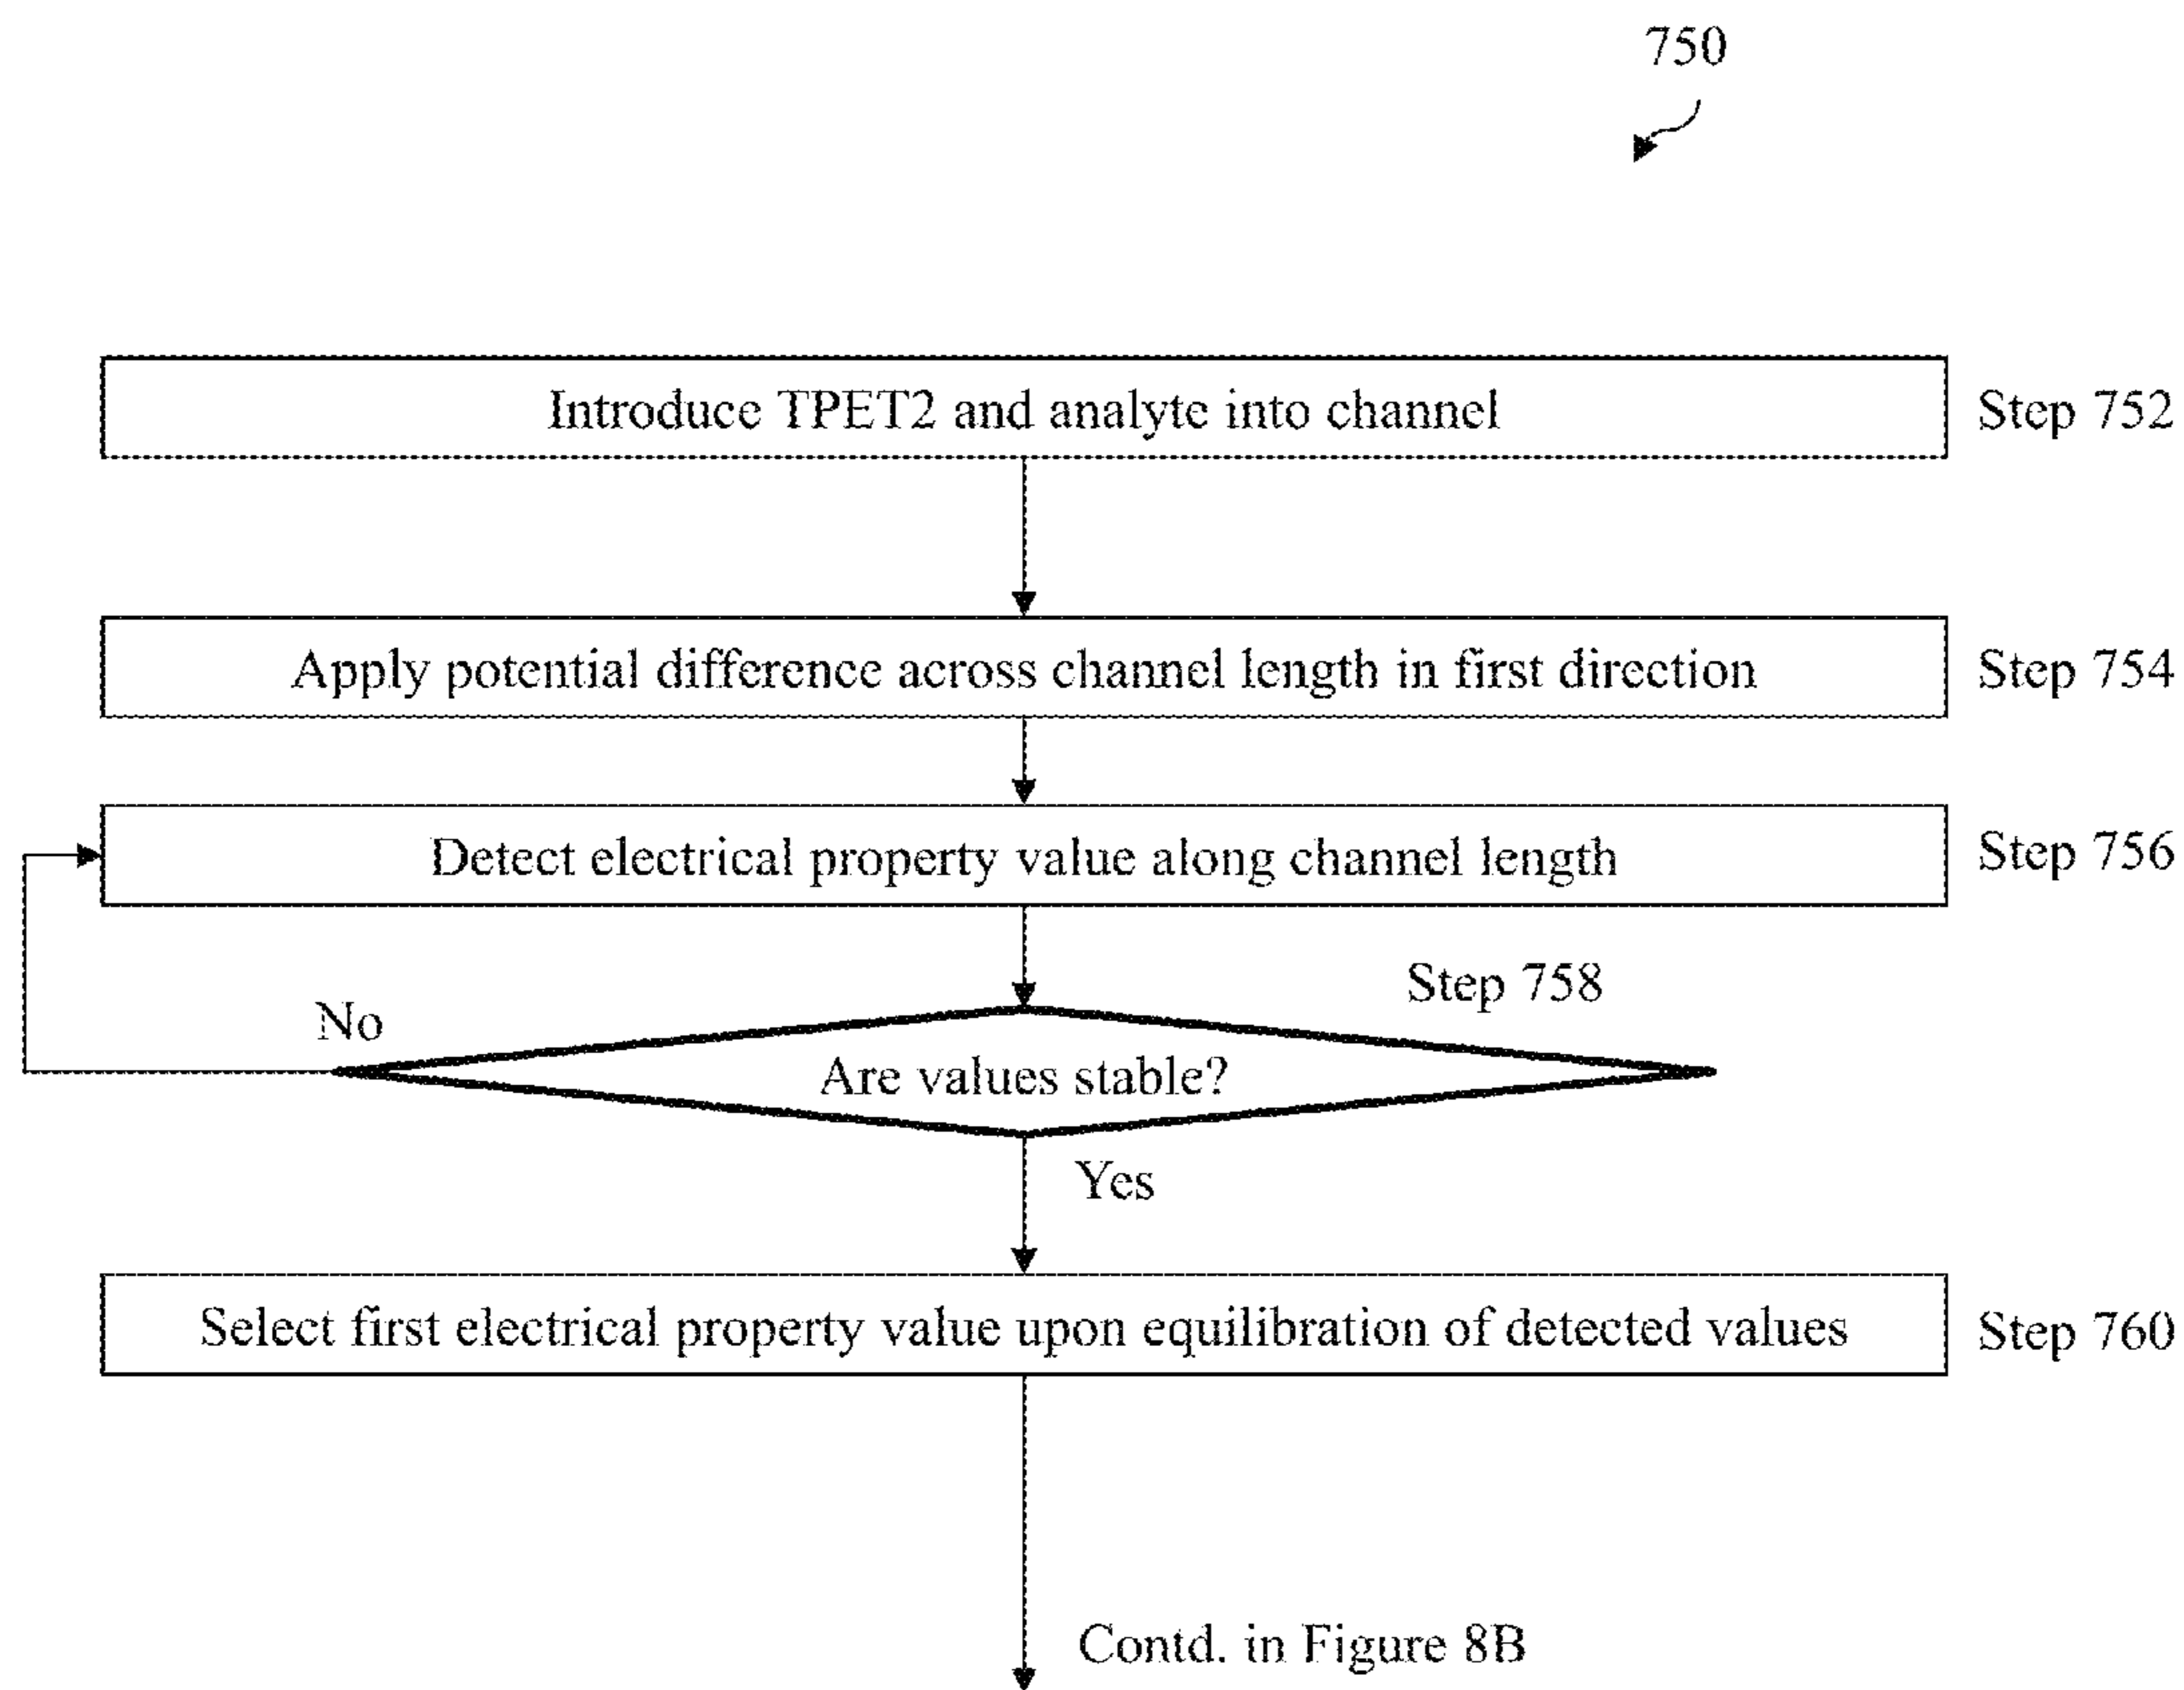 750
Introduce TPET2 and analyte into channel
Step 752
Apply potential difference across channel length in first direction
Step 754
Detect electrical property value along channel length
Step 756
Step 758
No
Are values stable?
Yes
Select first electrical property value upon equilibration of detected values
Step 760
Contd. in Figure 8B